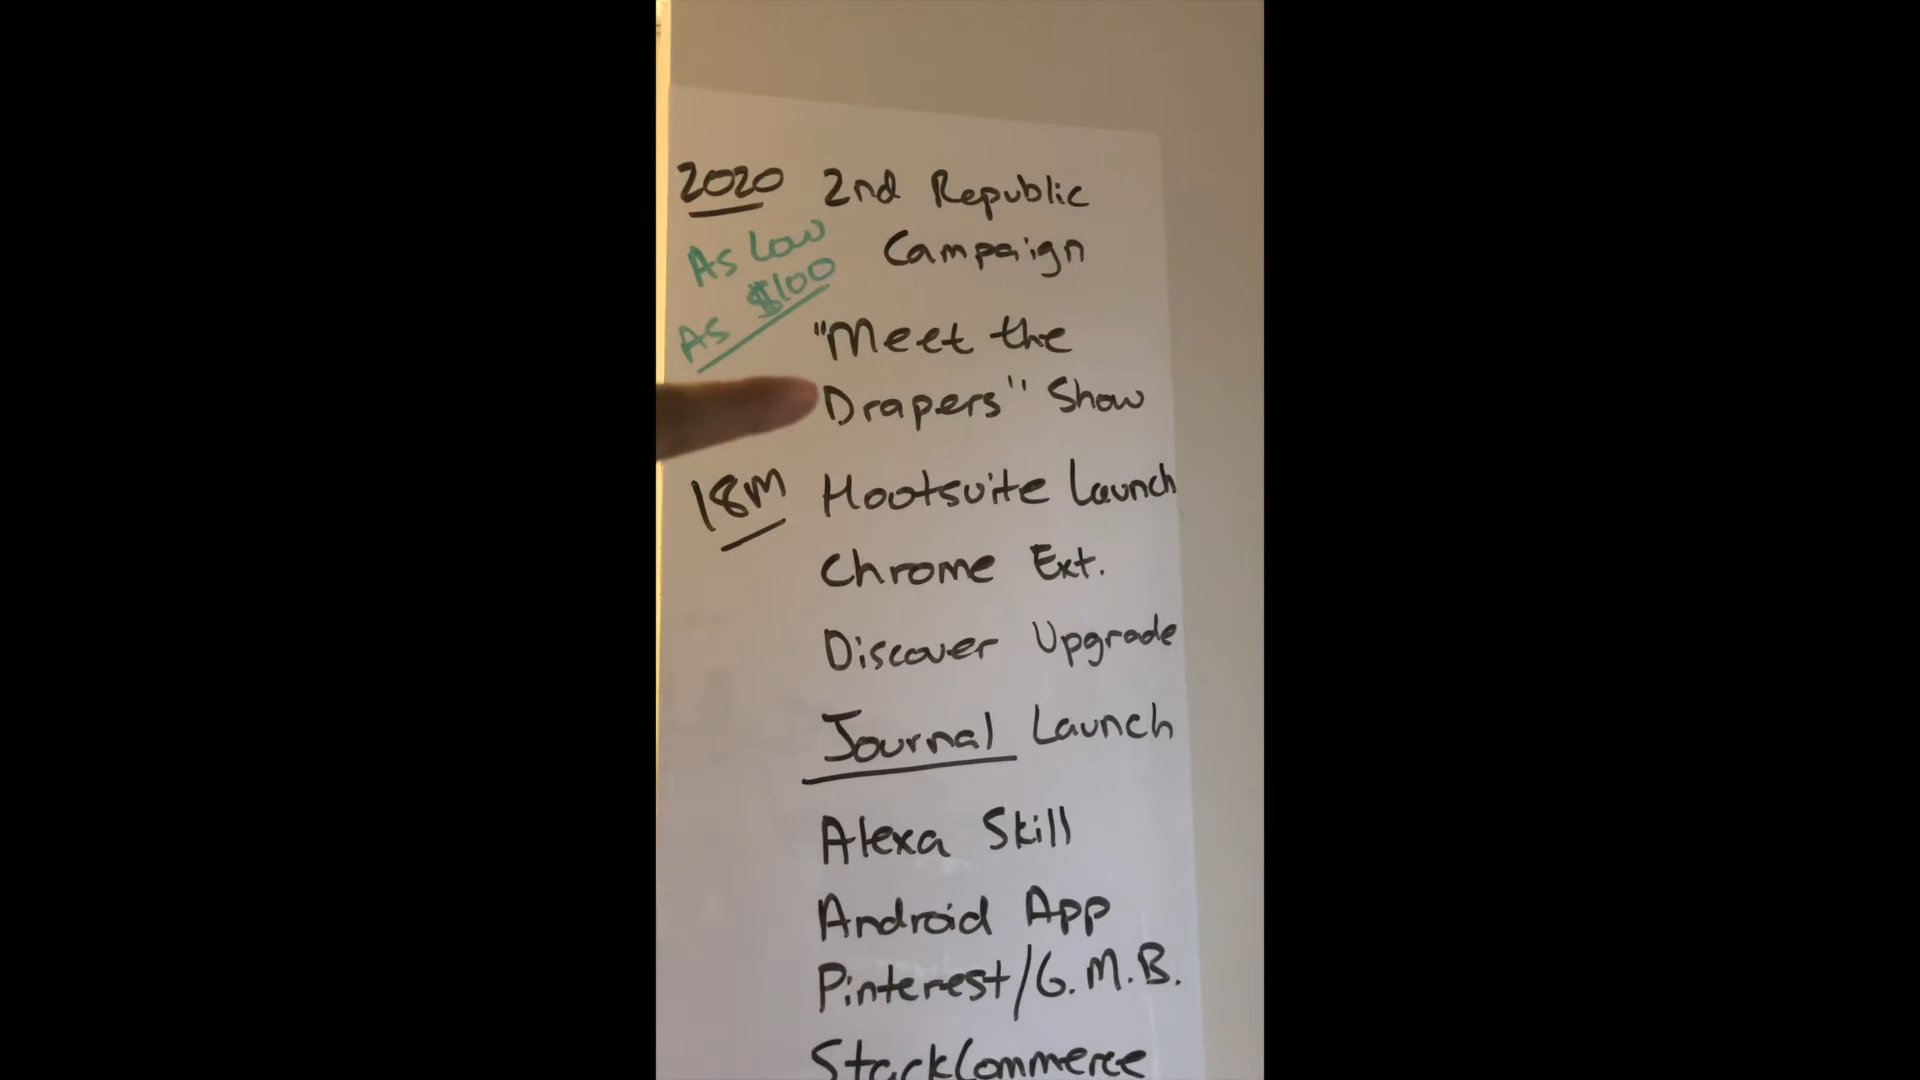 2020 2nd Republic
Campaign
As Low
As $100
"Meet the
Drapers" Show
18M Hootsuite Launch
Chrome Ext.
Discover Upgrade
Journal Launch
Alexa Skill
Android App
Pinterest/G.M.B.
StackCommerce